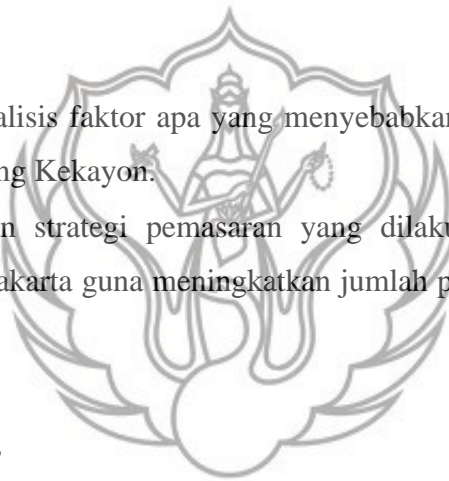 alisis faktor apa yang menyebabkan
ng Kekayon.
n strategi pemasaran yang dilaku
akarta guna meningkatkan jumlah p